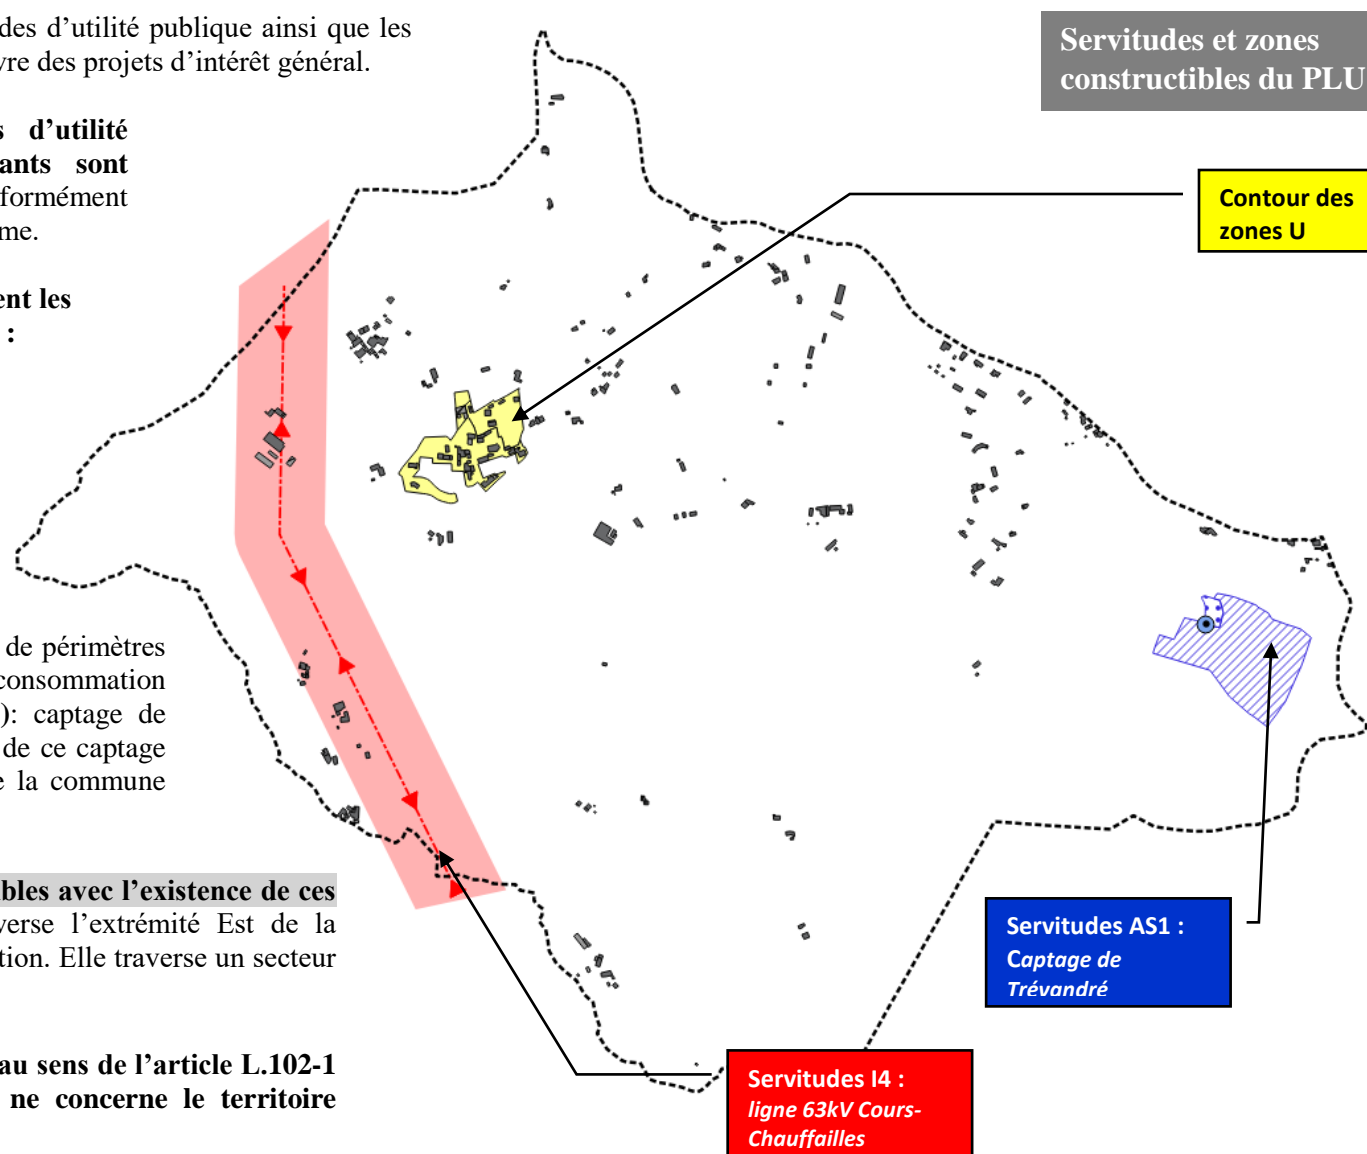 des d’utilité publique ainsi que les
vre des projets d’intérêt général.
s d’utilité
ants sont
formément
me.
ent les
:
de périmètres
consommation
): captage de
de ce captage
e la commune
bles avec l’existence de ces
verse l’extrémité Est de la
tion. Elle traverse un secteur
au sens de l’article L.102-1
ne concerne le territoire
Servitudes et zones
constructibles du PLU
Contour des
zones U
Servitudes AS1 :
Captage de
Trévandré
Servitudes I4 :
ligne 63kV Cours-
Chauffailles